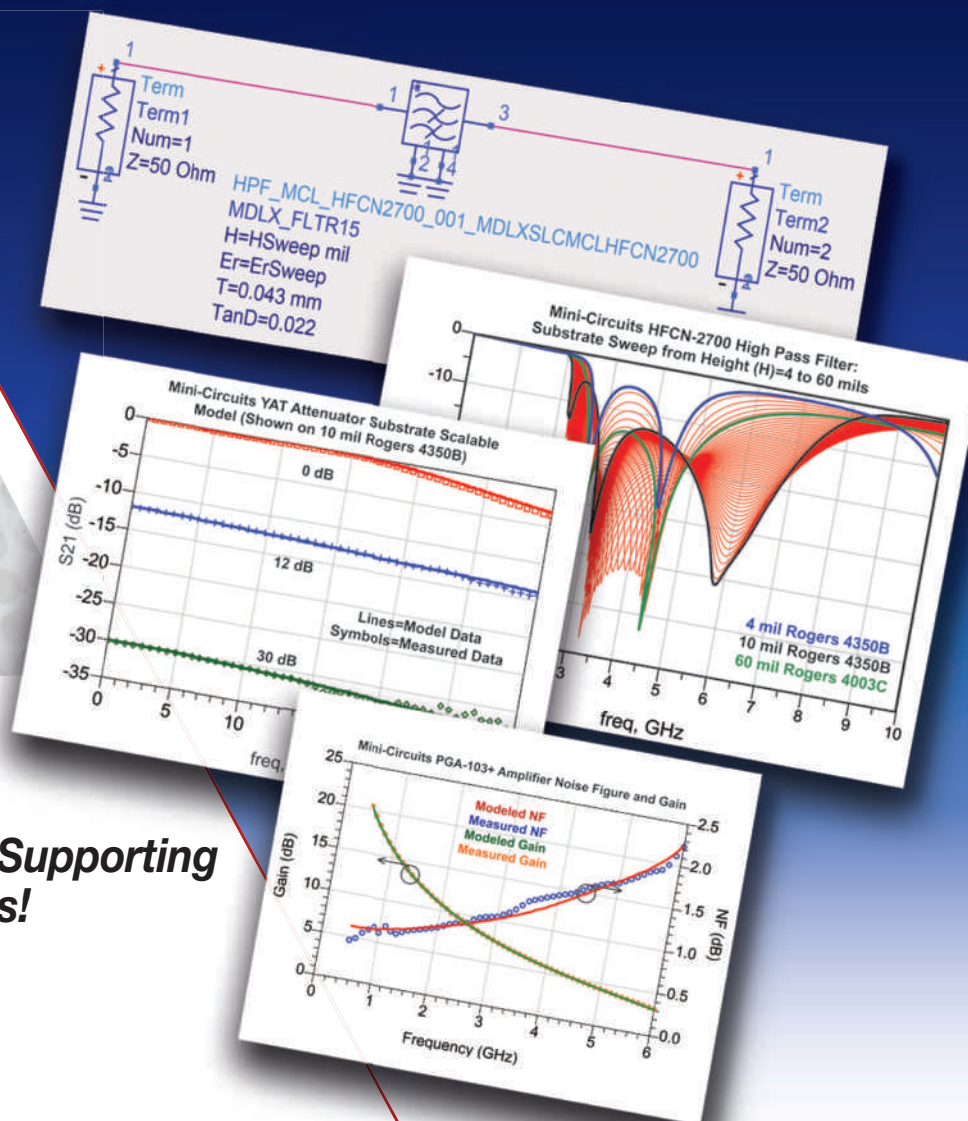 1
+
Term
Term1
Num=1
Z=50 Ohm
-
2
1
3
1
2
4
HPF_MCL_HFCN2700_001_MDLXSLCMCLHFCN2700
MDLX_FLTR15
H=HSweep mil
Er=ErSweep
T=0.043 mm
TanD=0.022
1
+
Term
Term2
Num=2
Z=50 Ohm
-
Mini-Circuits HFCN-2700 High Pass Filter:
Substrate Sweep from Height (H)=4 to 60 mils
0
-10
4 mil Rogers 4350B
10 mil Rogers 4350B
60 mil Rogers 4003C
3 4 5 6 7 8 9 10
freq, GHz
Mini-Circuits YAT Attenuator Substrate Scalable
Model (Shown on 10 mil Rogers 4350B)
0
-5
-10
-15
-20
-25
-30
-35
S21 (dB)
0 dB
12 dB
Lines=Model Data
Symbols=Measured Data
30 dB
0 5 10
freq,
Supporting
s!
Mini-Circuits PGA-103+ Amplifier Noise Figure and Gain
25
20
15
10
5
0
Gain (dB)
Modeled NF
Measured NF
Modeled Gain
Measured Gain
2.5
2.0
1.5
1.0
0.5
0.0
NF (dB)
0 1 2 3 4 5 6
Frequency (GHz)